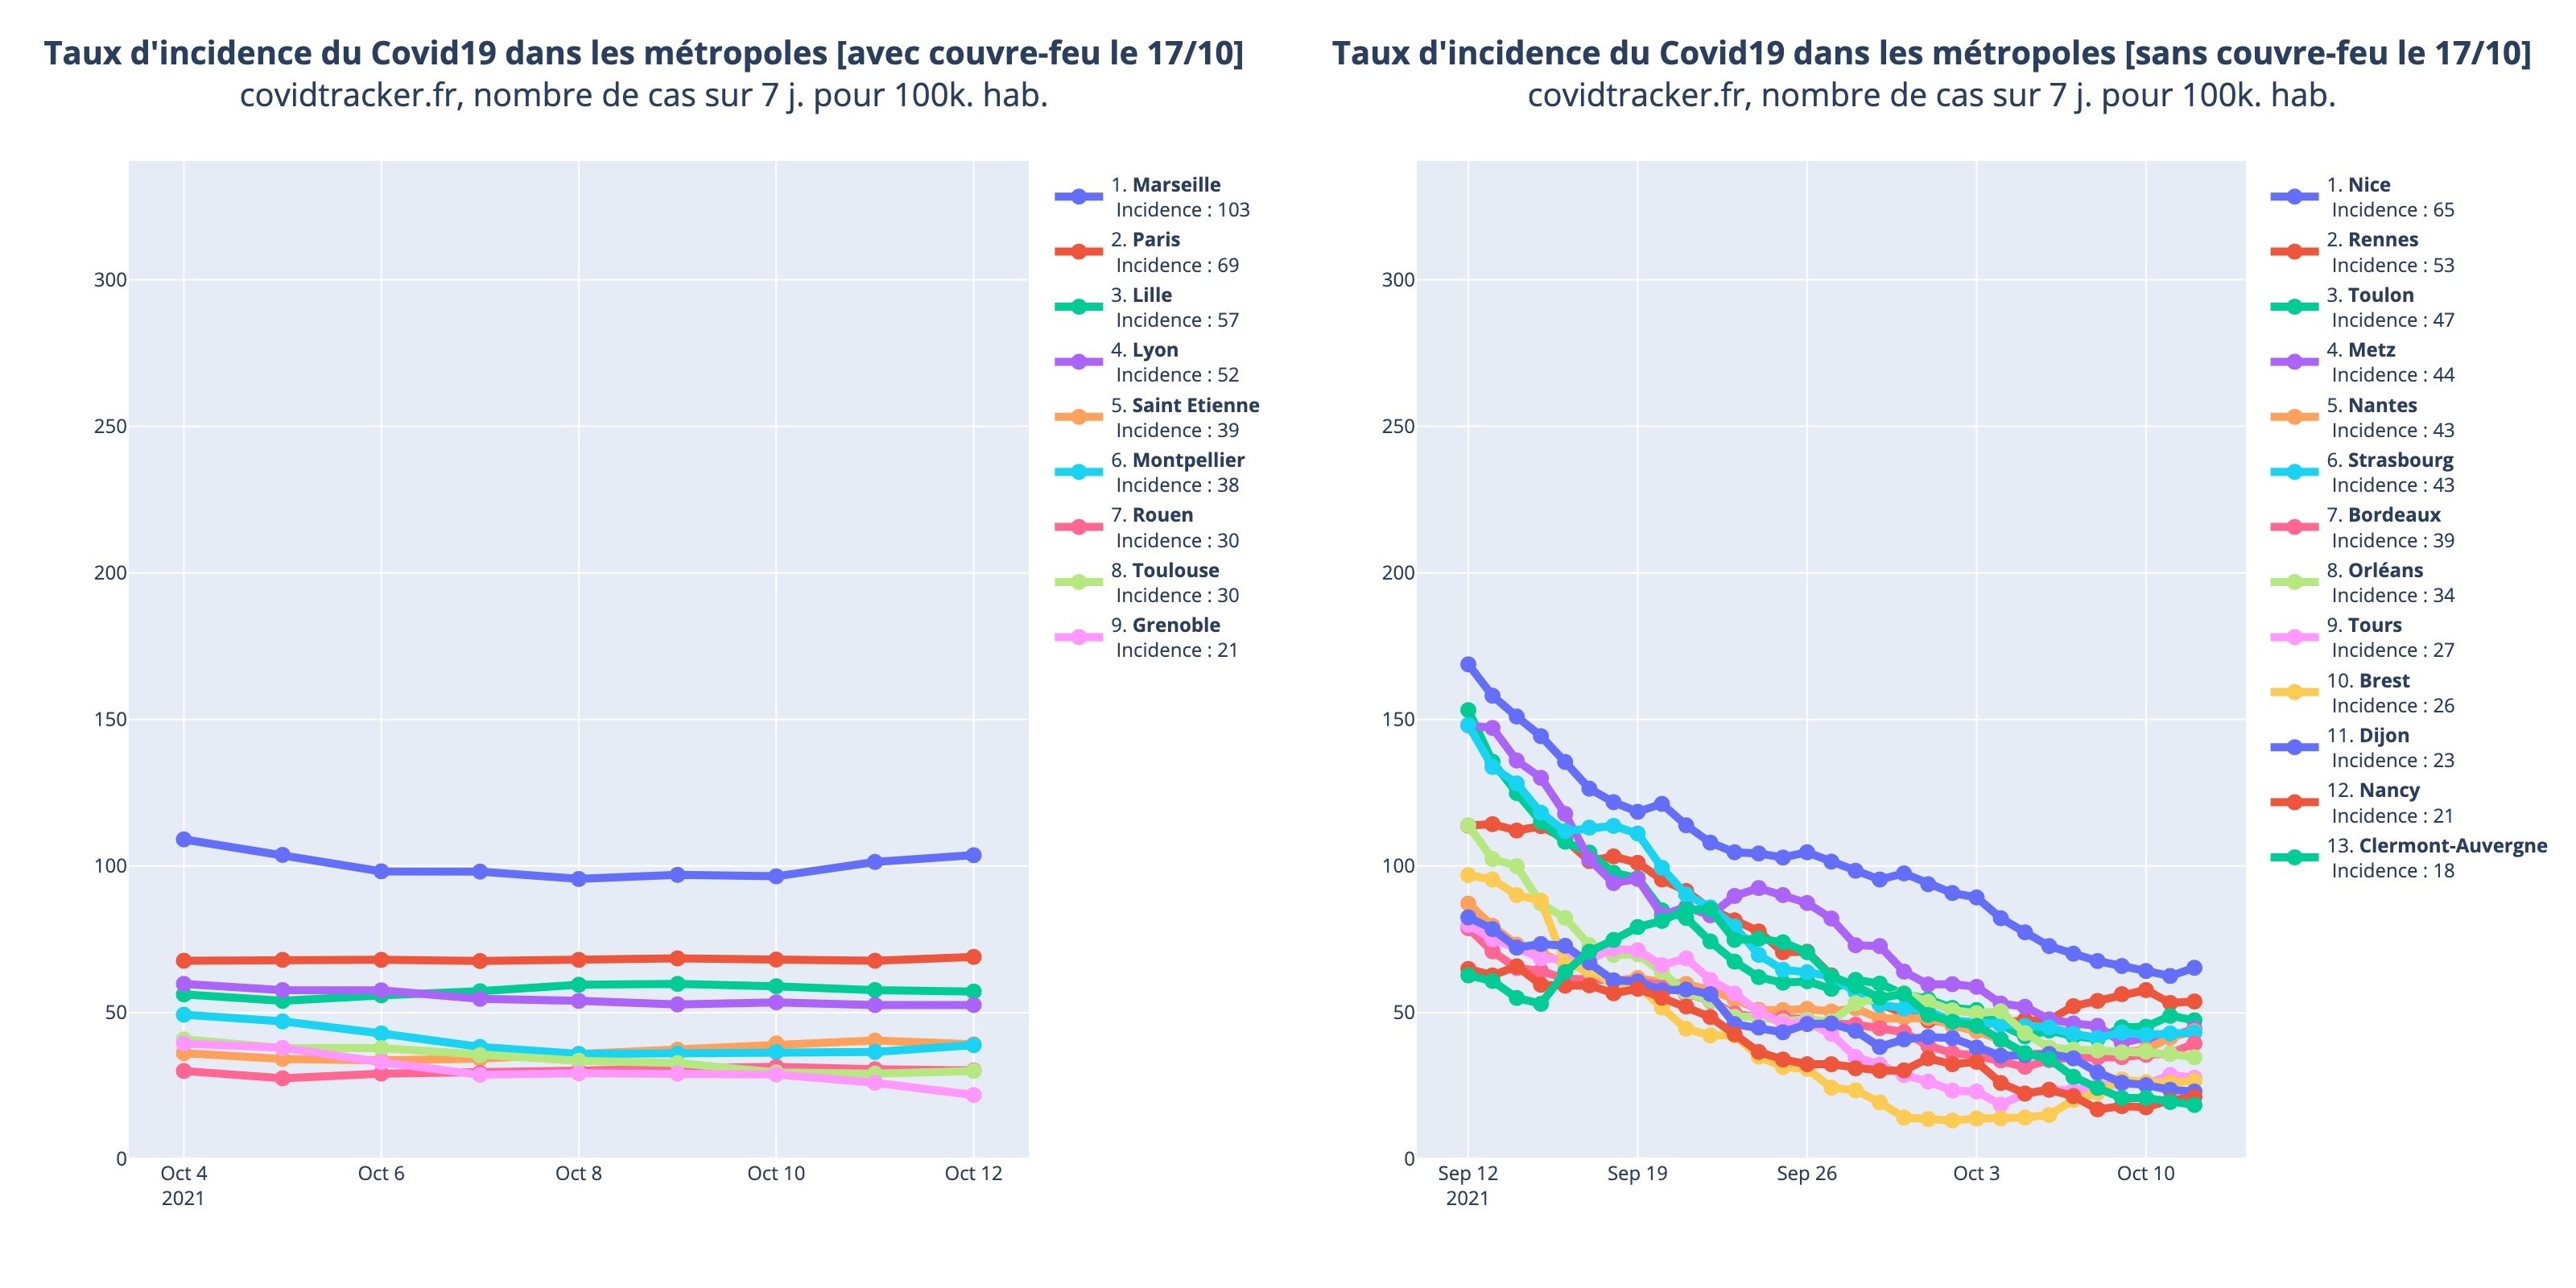 Taux d'incidence du Covid19 dans les métropoles [avec couvre-feu le 17/10]
covidtracker.fr, nombre de cas sur 7 j. pour 100k. hab.
300
250
200
150
100
50
0
Oct 4
2021
Oct 6
Oct 8
Oct 10
Oct 12
1. Marseille
Incidence : 103
2. Paris
Incidence : 69
3. Lille
Incidence : 57
4. Lyon
Incidence : 52
5. Saint Etienne
Incidence : 39
6. Montpellier
Incidence : 38
7. Rouen
Incidence : 30
8. Toulouse
Incidence : 30
9. Grenoble
Incidence : 21
Taux d'incidence du Covid19 dans les métropoles [sans couvre-feu le 17/10]
covidtracker.fr, nombre de cas sur 7 j. pour 100k. hab.
300
250
200
150
100
50
0
Sep 12
2021
Sep 19
Sep 26
Oct 3
Oct 10
1. Nice
Incidence : 65
2. Rennes
Incidence : 53
3. Toulon
Incidence : 47
4. Metz
Incidence : 44
5. Nantes
Incidence : 43
6. Strasbourg
Incidence : 43
7. Bordeaux
Incidence : 39
8. Orléans
Incidence : 34
9. Tours
Incidence : 27
10. Brest
Incidence : 26
11. Dijon
Incidence : 23
12. Nancy
Incidence : 21
13. Clermont-Auvergne
Incidence : 18